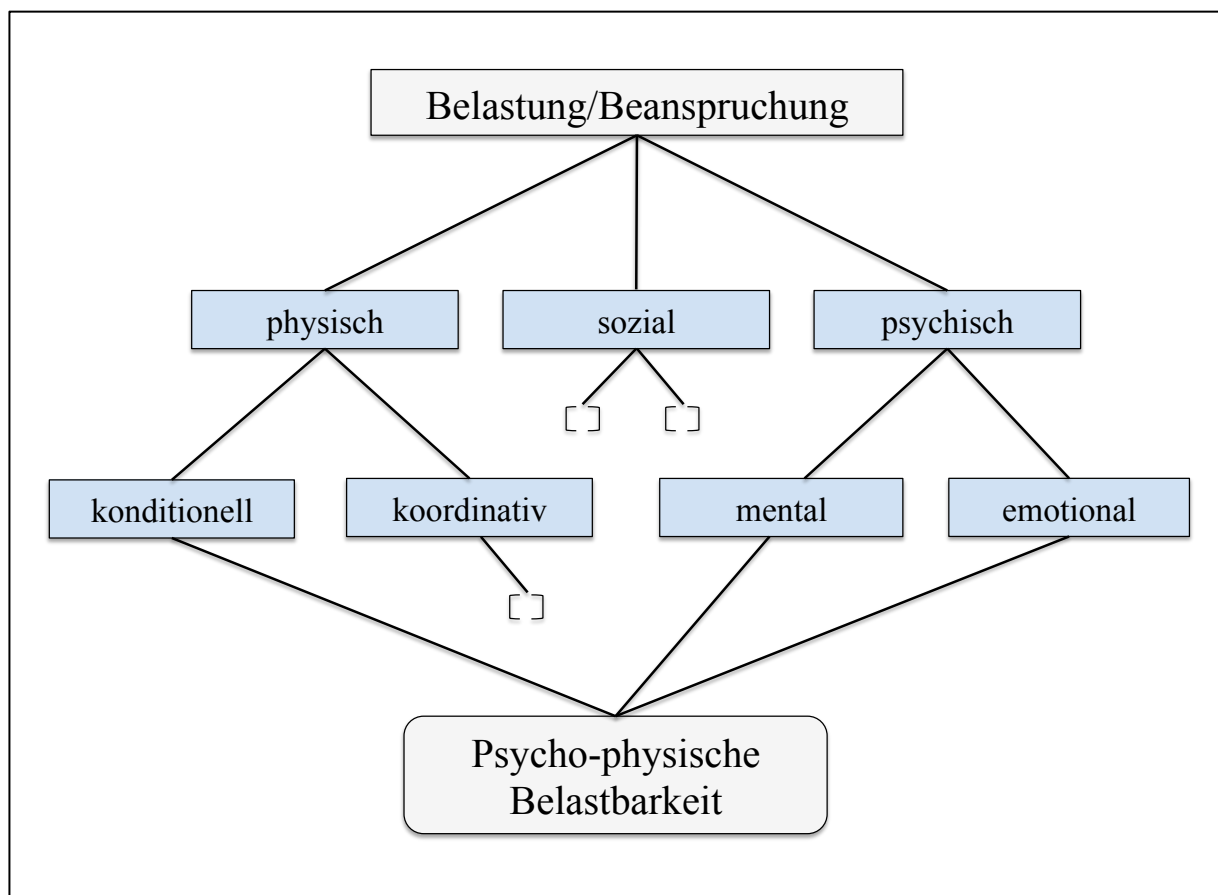 Belastung/Beanspruchung
physisch
sozial
psychisch
[ ]
[ ]
konditionell
koordinativ
mental
emotional
[ ]
Psycho-physische
Belastbarkeit